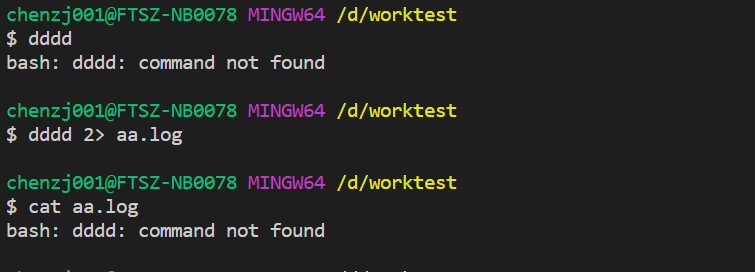 chenzj001@FTSZ-NB0078 MINGW64 /d/worktest
$ dddd
bash: dddd: command not found
chenzj001@FTSZ-NB0078 MINGW64 /d/worktest
$ dddd 2> aa.log
chenzj001@FTSZ-NB0078 MINGW64 /d/worktest
$ cat aa.log
bash: dddd: command not found